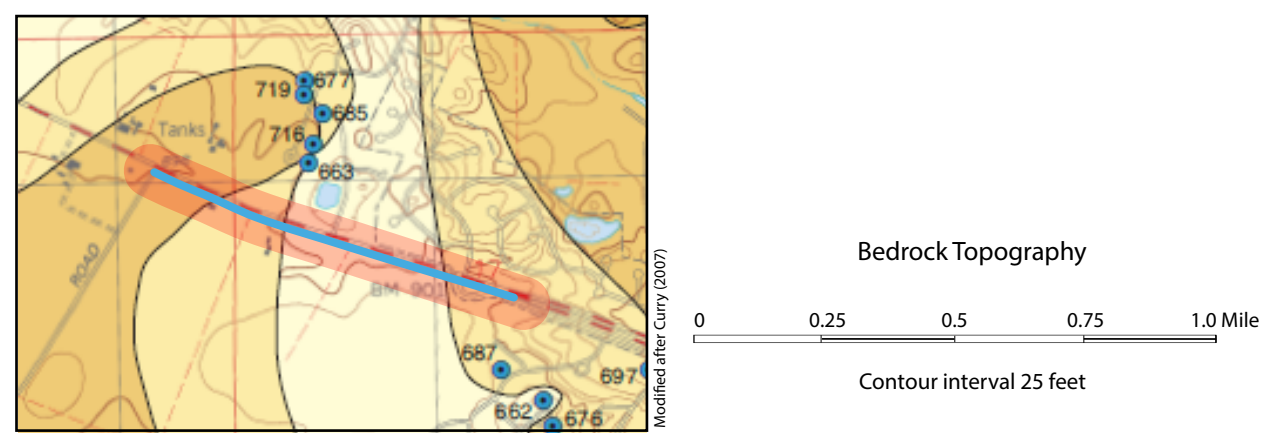 677
719
685
Tanks
716
663
ROAD
BM 901
687
697
662
676
Modified after Curry (2007)
Bedrock Topography
0 0.25 0.5 0.75 1.0 Mile
Contour interval 25 feet